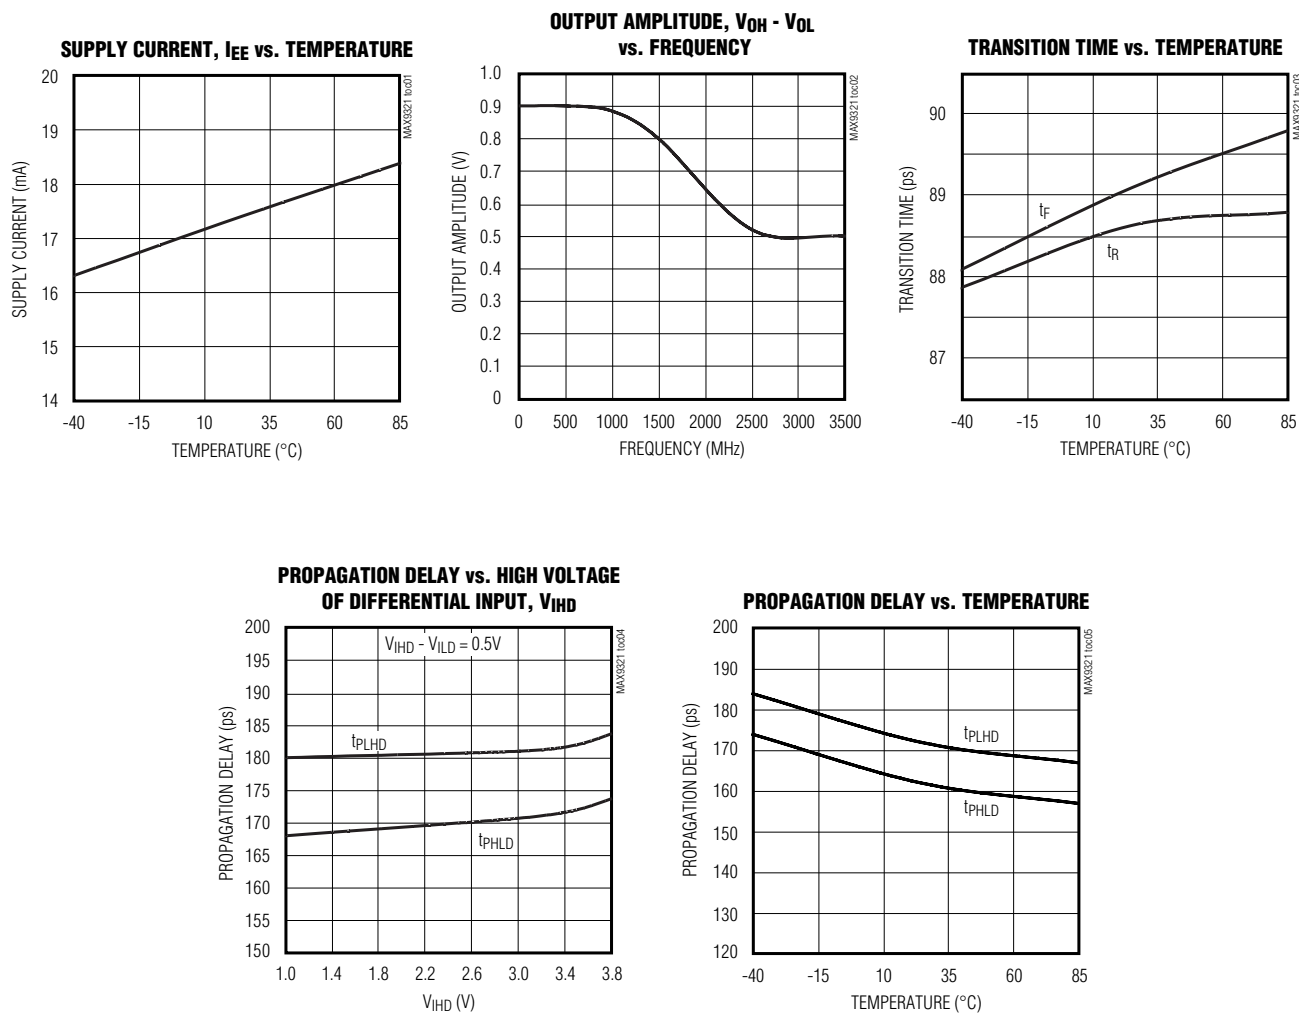 SUPPLY CURRENT, IEE vs. TEMPERATURE
20
19
18
17
16
15
14
SUPPLY CURRENT (mA)
-40 -15 10 35 60 85
TEMPERATURE (°C)
MAX9321 toc01
OUTPUT AMPLITUDE, VOH - VOL
vs. FREQUENCY
1.0
0.9
0.8
0.7
0.6
0.5
0.4
0.3
0.2
0.1
0
OUTPUT AMPLITUDE (V)
0 500 1000 1500 2000 2500 3000 3500
FREQUENCY (MHz)
MAX9321 toc02
TRANSITION TIME vs. TEMPERATURE
90
89
88
87
TRANSITION TIME (ps)
tF
tR
-40 -15 10 35 60 85
TEMPERATURE (°C)
MAX9321 toc03
PROPAGATION DELAY vs. HIGH VOLTAGE
OF DIFFERENTIAL INPUT, VIHD
200
195
190
185
180
175
170
165
160
155
150
PROPAGATION DELAY (ps)
VIHD - VILD = 0.5V
tPLHD
tPHLD
1.0 1.4 1.8 2.2 2.6 3.0 3.4 3.8
VIHD (V)
MAX9321 toc04
PROPAGATION DELAY vs. TEMPERATURE
200
190
180
170
160
150
140
130
120
PROPAGATION DELAY (ps)
tPLHD
tPHLD
-40 -15 10 35 60 85
TEMPERATURE (°C)
MAX9321 toc05